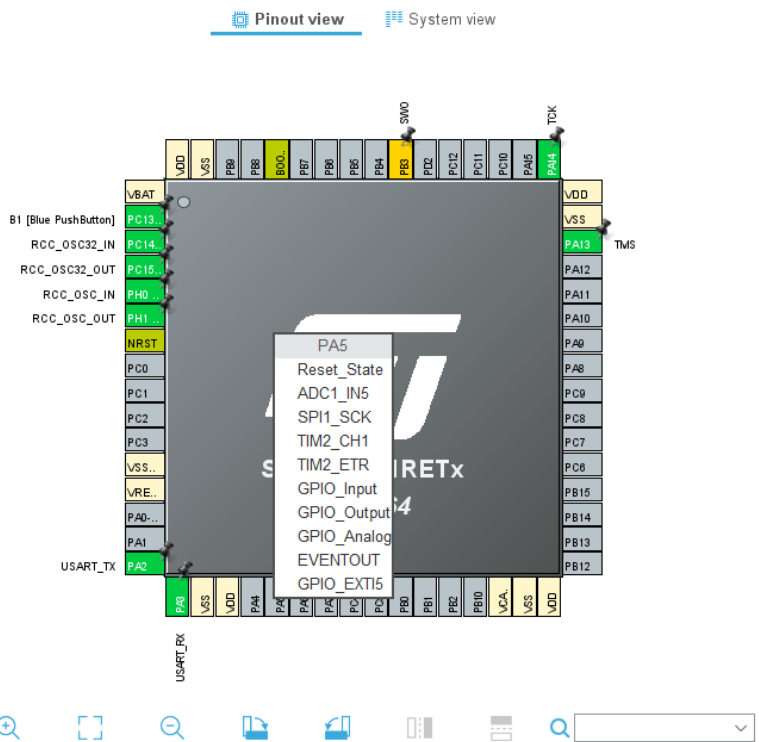 Pinout view
System view
SWO
TCK
VDD
VSS
PB9
PB8
BOO..
PB7
PB6
PB5
PB4
PB3
PD2
PC12
PC11
PC10
PA15
PA14
VBAT
B1 [Blue PushButton] PC13..
RCC_OSC32_IN PC14..
RCC_OSC32_OUT PC15..
RCC_OSC_IN PH0 ..
RCC_OSC_OUT PH1 ..
NRST
PC0
PC1
PC2
PC3
VSS..
VRE..
PA0-..
PA1
USART_TX PA2
VDD
VSS
PA13 TMS
PA12
PA11
PA10
PA9
PA8
PC9
PC8
PC7
PC6
PB15
PB14
PB13
PB12
PA5
Reset_State
ADC1_IN5
SPI1_SCK
TIM2_CH1
TIM2_ETR
GPIO_Input
GPIO_Output
GPIO_Analog
EVENTOUT
GPIO_EXTI5
S
IRETx
64
PA3
VSS
VDD
PA4
PB0
PB1
PB2
PB10
VCA..
VSS
VDD
USART_RX